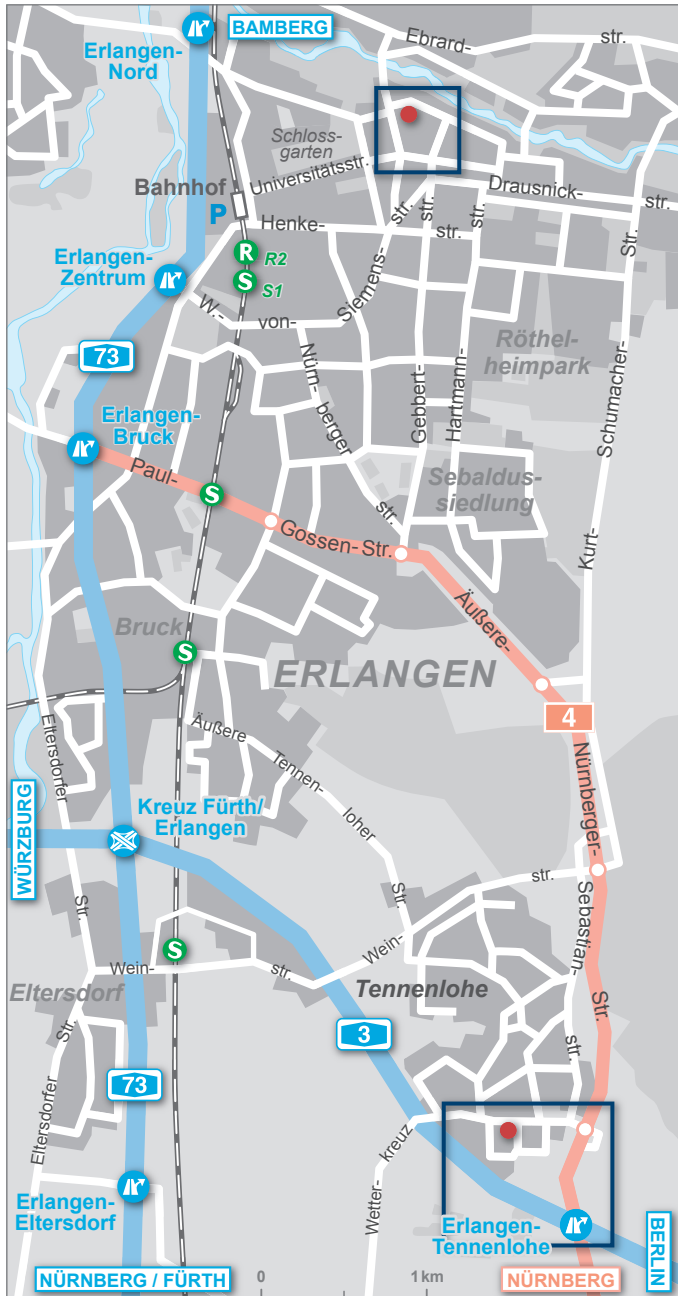 BAMBERG
Ebrard-
str.
Erlangen-
Nord
Schloss-
garten
Universitätsstr.
Bahnhof
P
Drausnick-
str.
Henke-
str.
str.
str.
str.
Str.
R R2
S S1
Erlangen-
Zentrum
Siemens-
W.-
von-
73
Nürn-
berger
str.
Röthel-
heimpark
Gebbert-
Hartmann-
Schumacher-
Erlangen-
Bruck
Paul-
S
Sebaldus-
siedlung
Gossen-Str.
Kurt-
Äußere-
Bruck
S
ERLANGEN
4
Eltersdorfer
Äußere
Tennen-
loher
Str.
Nürnberger-
WÜRZBURG
Kreuz Fürth/
Erlangen
Str.
str.
Sebastian-
S
Wein-
str.
Wein-
Eltersdorf
Tennenlohe
Str.
Str.
3
str.
73
Eltersdorfer
kreuz
Wetter-
Erlangen-
Eltersdorf
Erlangen-
Tennenlohe
BERLIN
NÜRNBERG / FÜRTH
0
1km
NÜRNBERG